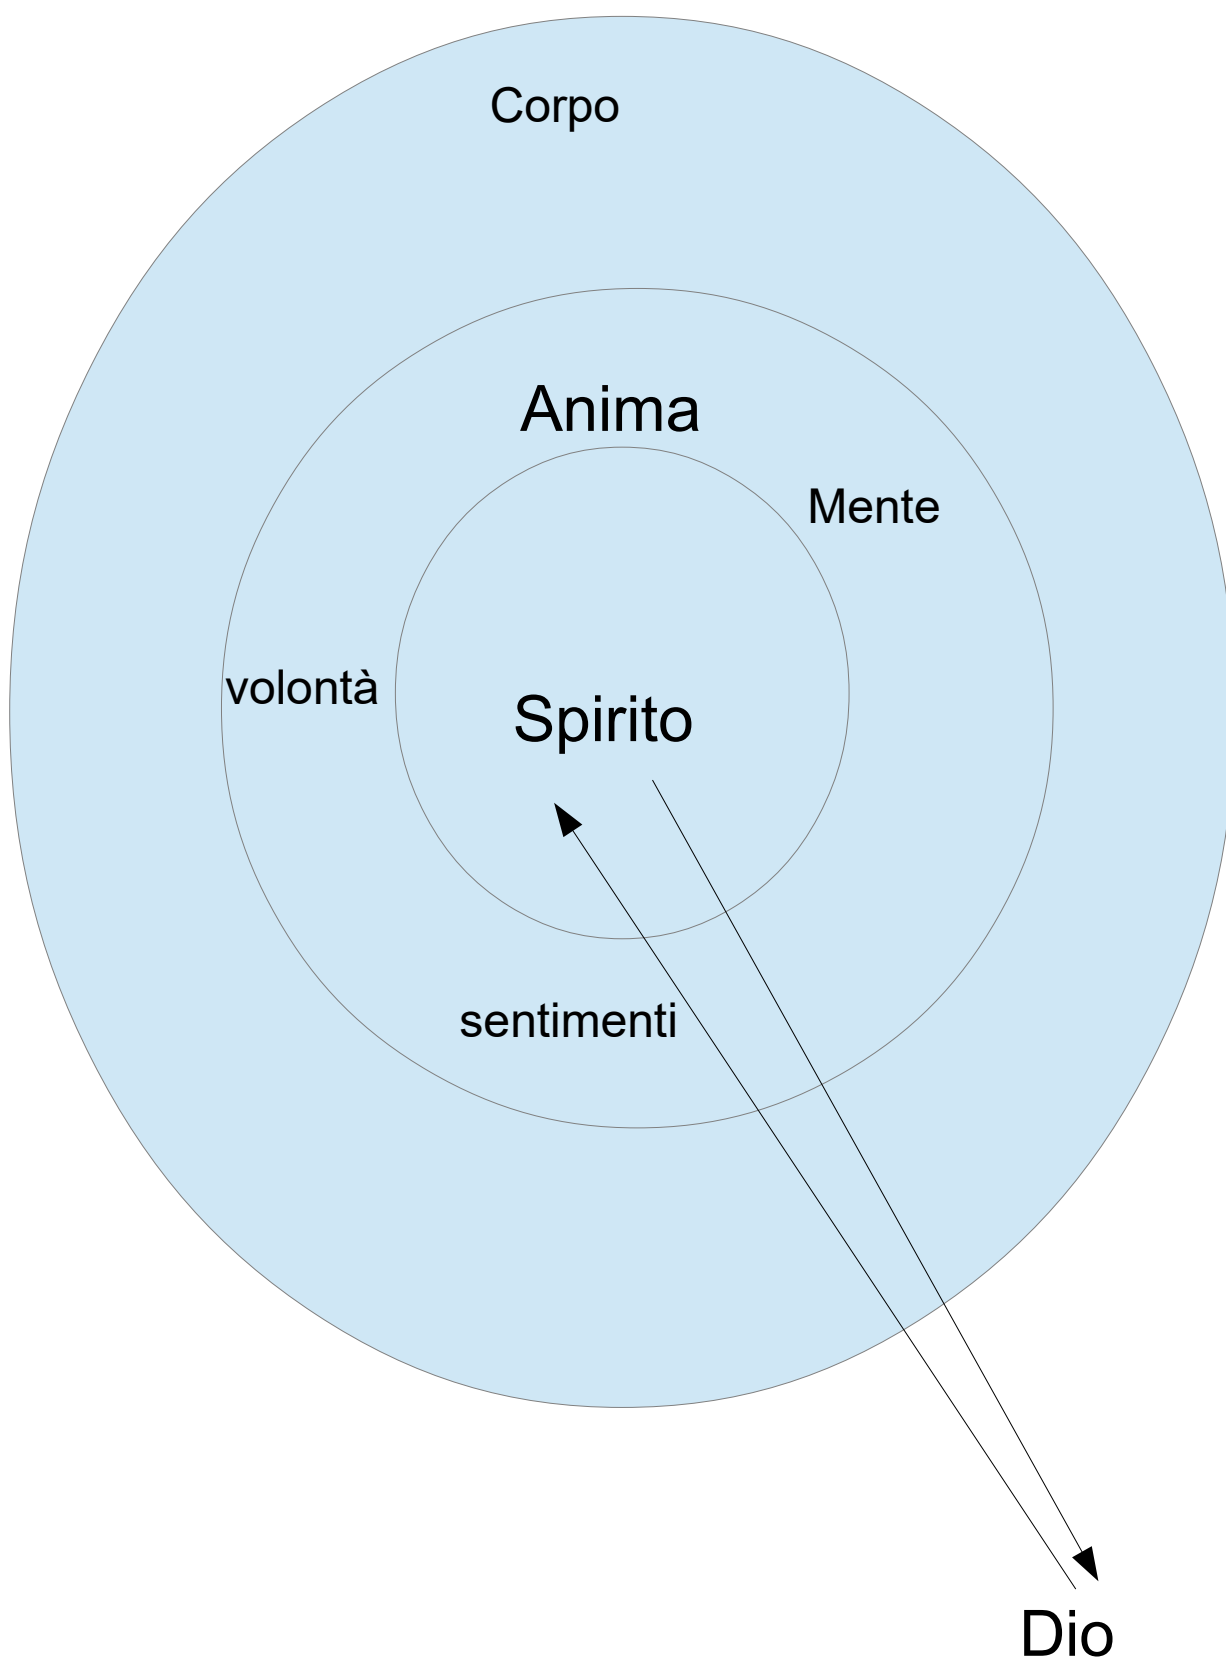 Corpo
Anima
Mente
volontà
Spirito
sentimenti
Dio